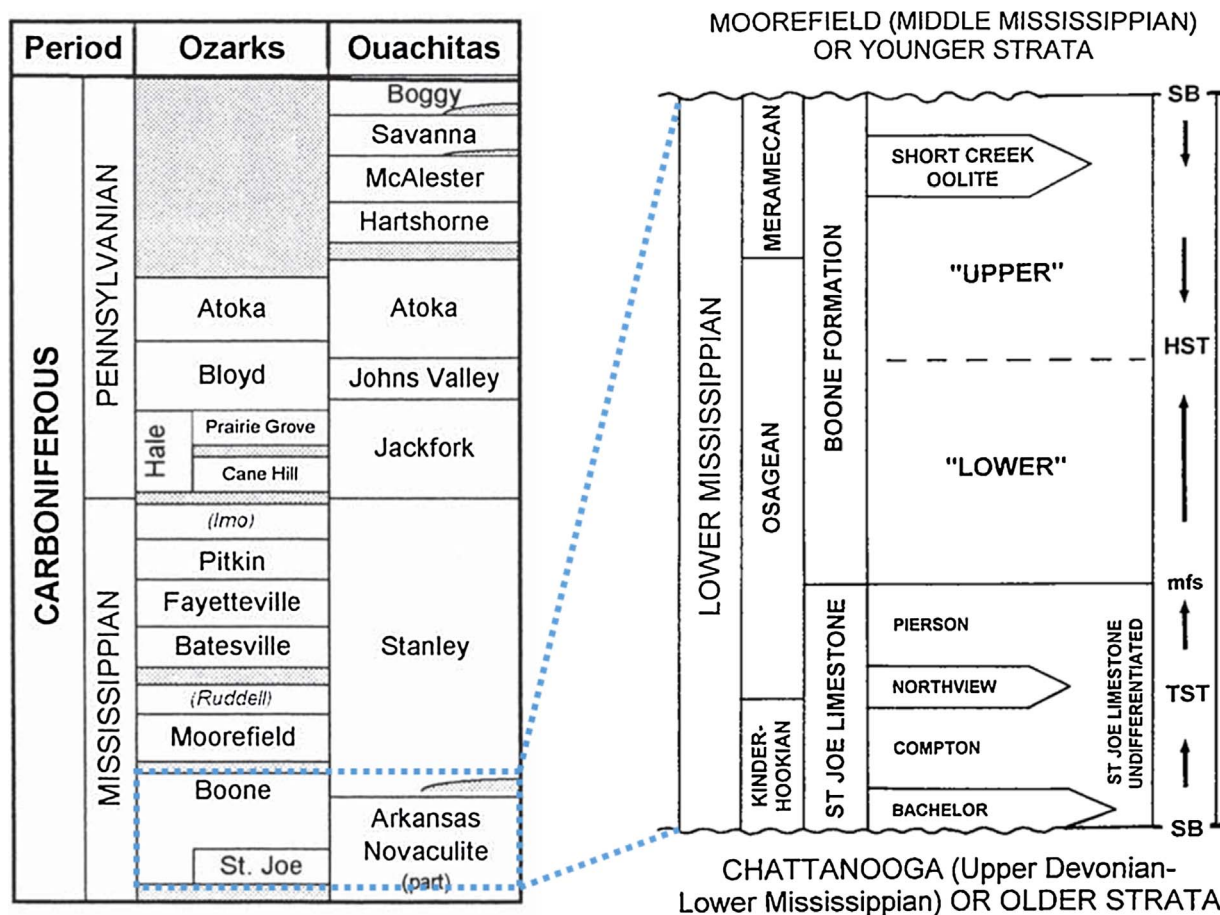 Period
Ozarks
Ouachitas
CARBONIFEROUS
PENNSYLVANIAN
MISSISSIPPIAN
Atoka
Bloyd
Hale
Prairie Grove
Cane Hill
(Imo)
Pitkin
Fayetteville
Batesville
(Ruddell)
Moorefield
Boone
St. Joe
Boggy
Savanna
McAlester
Hartshorne
Atoka
Johns Valley
Jackfork
Stanley
Arkansas
Novaculite
(part)
MOOREFIELD (MIDDLE MISSISSIPPIAN)
OR YOUNGER STRATA
LOWER MISSISSIPPIAN
MERAMECAN
OSAGEAN
KINDER-
HOOKIAN
BOONE FORMATION
ST JOE LIMESTONE
SHORT CREEK
OOLITE
"UPPER"
"LOWER"
PIERSON
NORTHVIEW
COMPTON
BACHELOR
ST JOE LIMESTONE
UNDIFFERENTIATED
SB
HST
mfs
TST
SB
CHATTANOOGA (Upper Devonian-
Lower Mississippian) OR OLDER STRATA